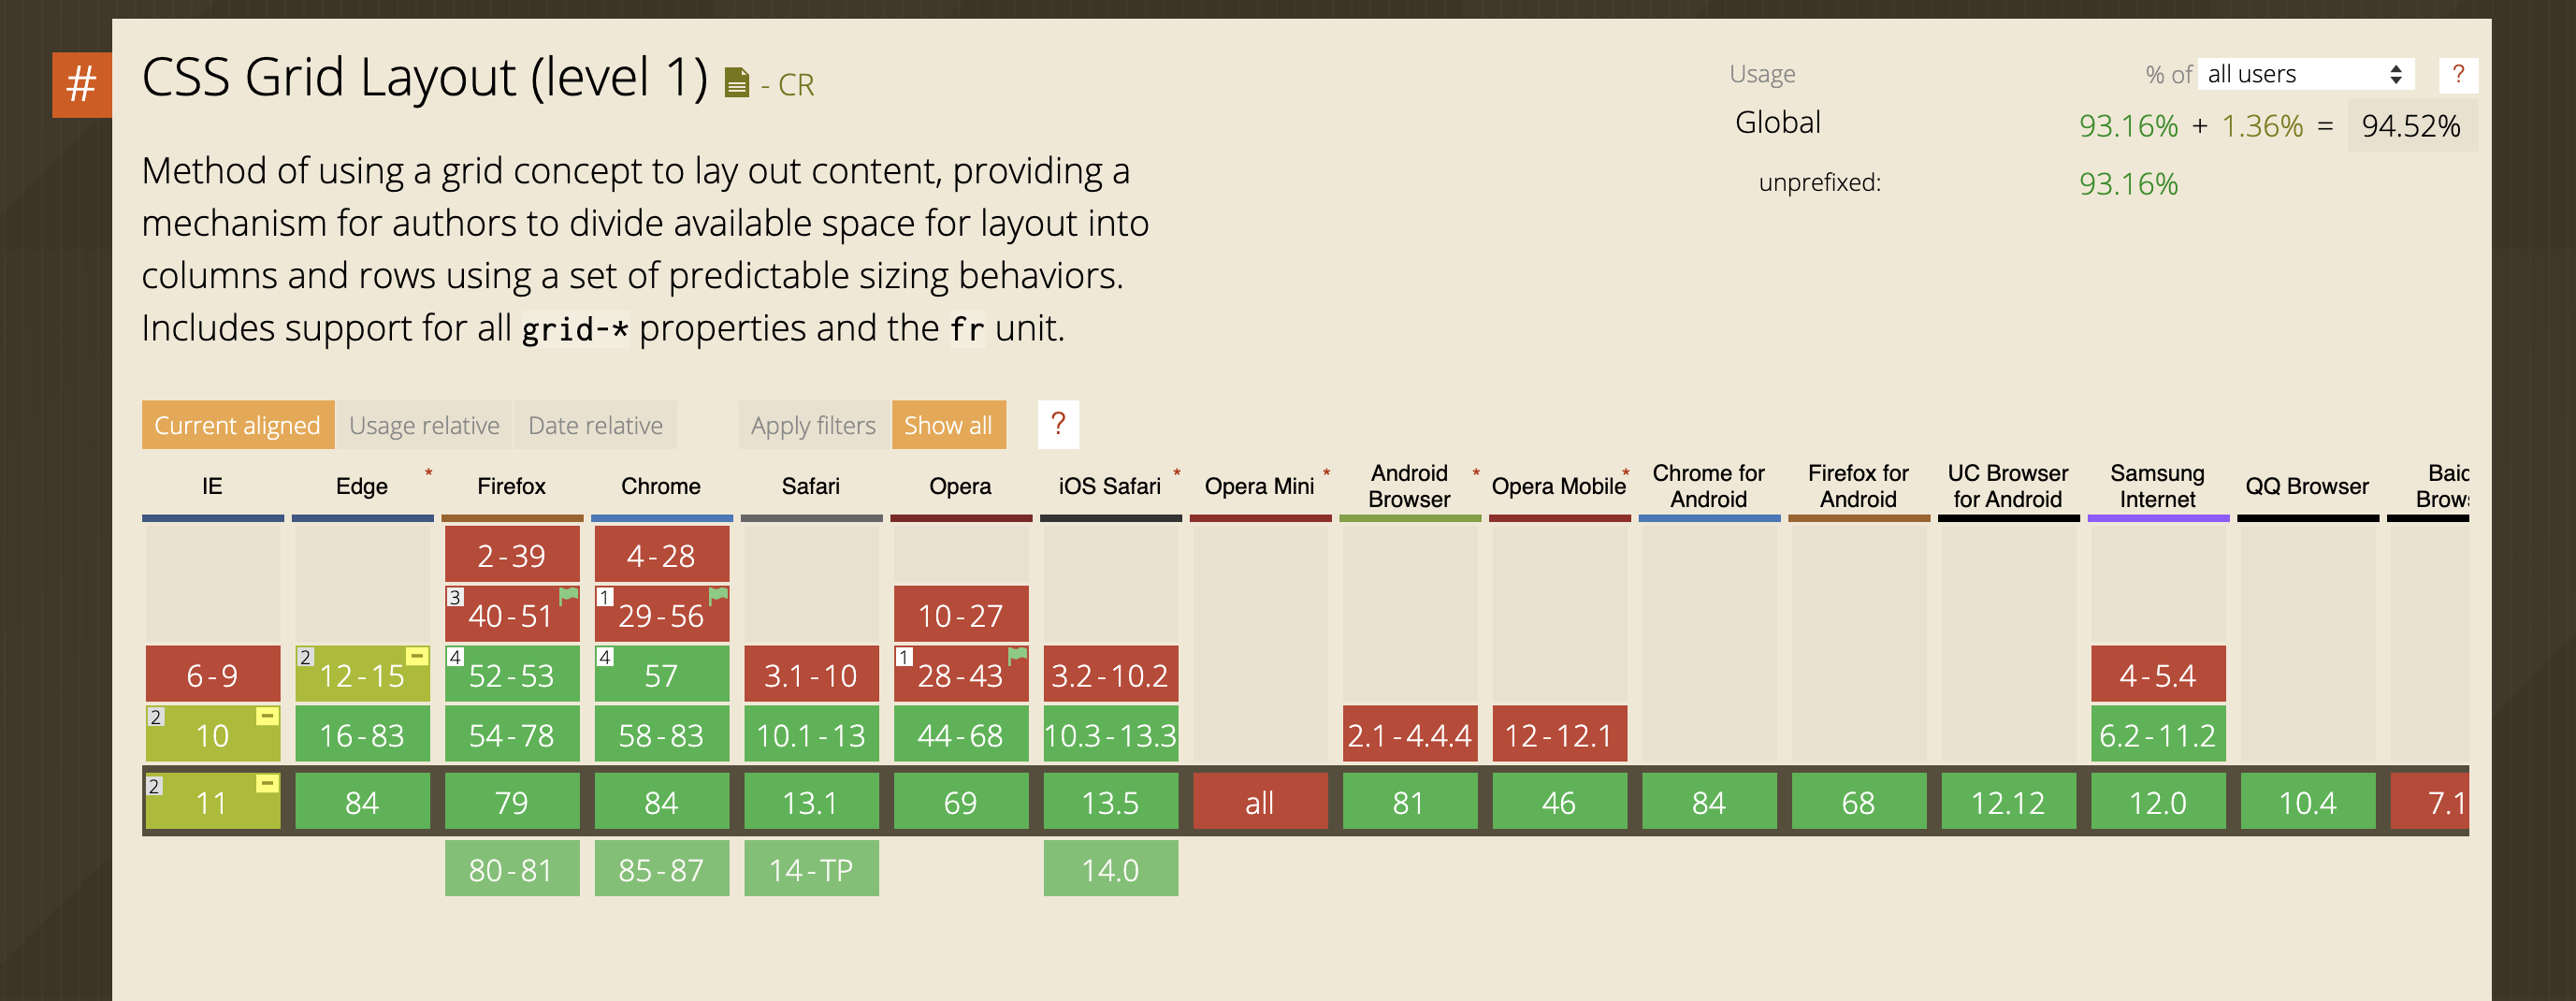 # CSS Grid Layout (level 1) - CR
Usage % of all users ?
Global 93.16% + 1.36% = 94.52%
unprefixed: 93.16%
Method of using a grid concept to lay out content, providing a
mechanism for authors to divide available space for layout into
columns and rows using a set of predictable sizing behaviors.
Includes support for all grid-* properties and the fr unit.
Current aligned Usage relative Date relative Apply filters Show all ?
IE Edge * Firefox Chrome Safari Opera iOS Safari * Opera Mini * Android Browser * Opera Mobile * Chrome for Android Firefox for Android UC Browser for Android Samsung Internet QQ Browser
2-39 4-28
3 40-51 1 29-56 10-27
6-9 2 12-15 4 52-53 4 57 3.1-10 1 28-43 3.2-10.2 4-5.4
2 10 16-83 54-78 58-83 10.1-13 44-68 10.3-13.3 2.1-4.4.4 12-12.1 6.2-11.2
2 11 84 79 84 13.1 69 13.5 all 81 46 84 68 12.12 12.0 10.4 7.1
80-81 85-87 14-TP 14.0